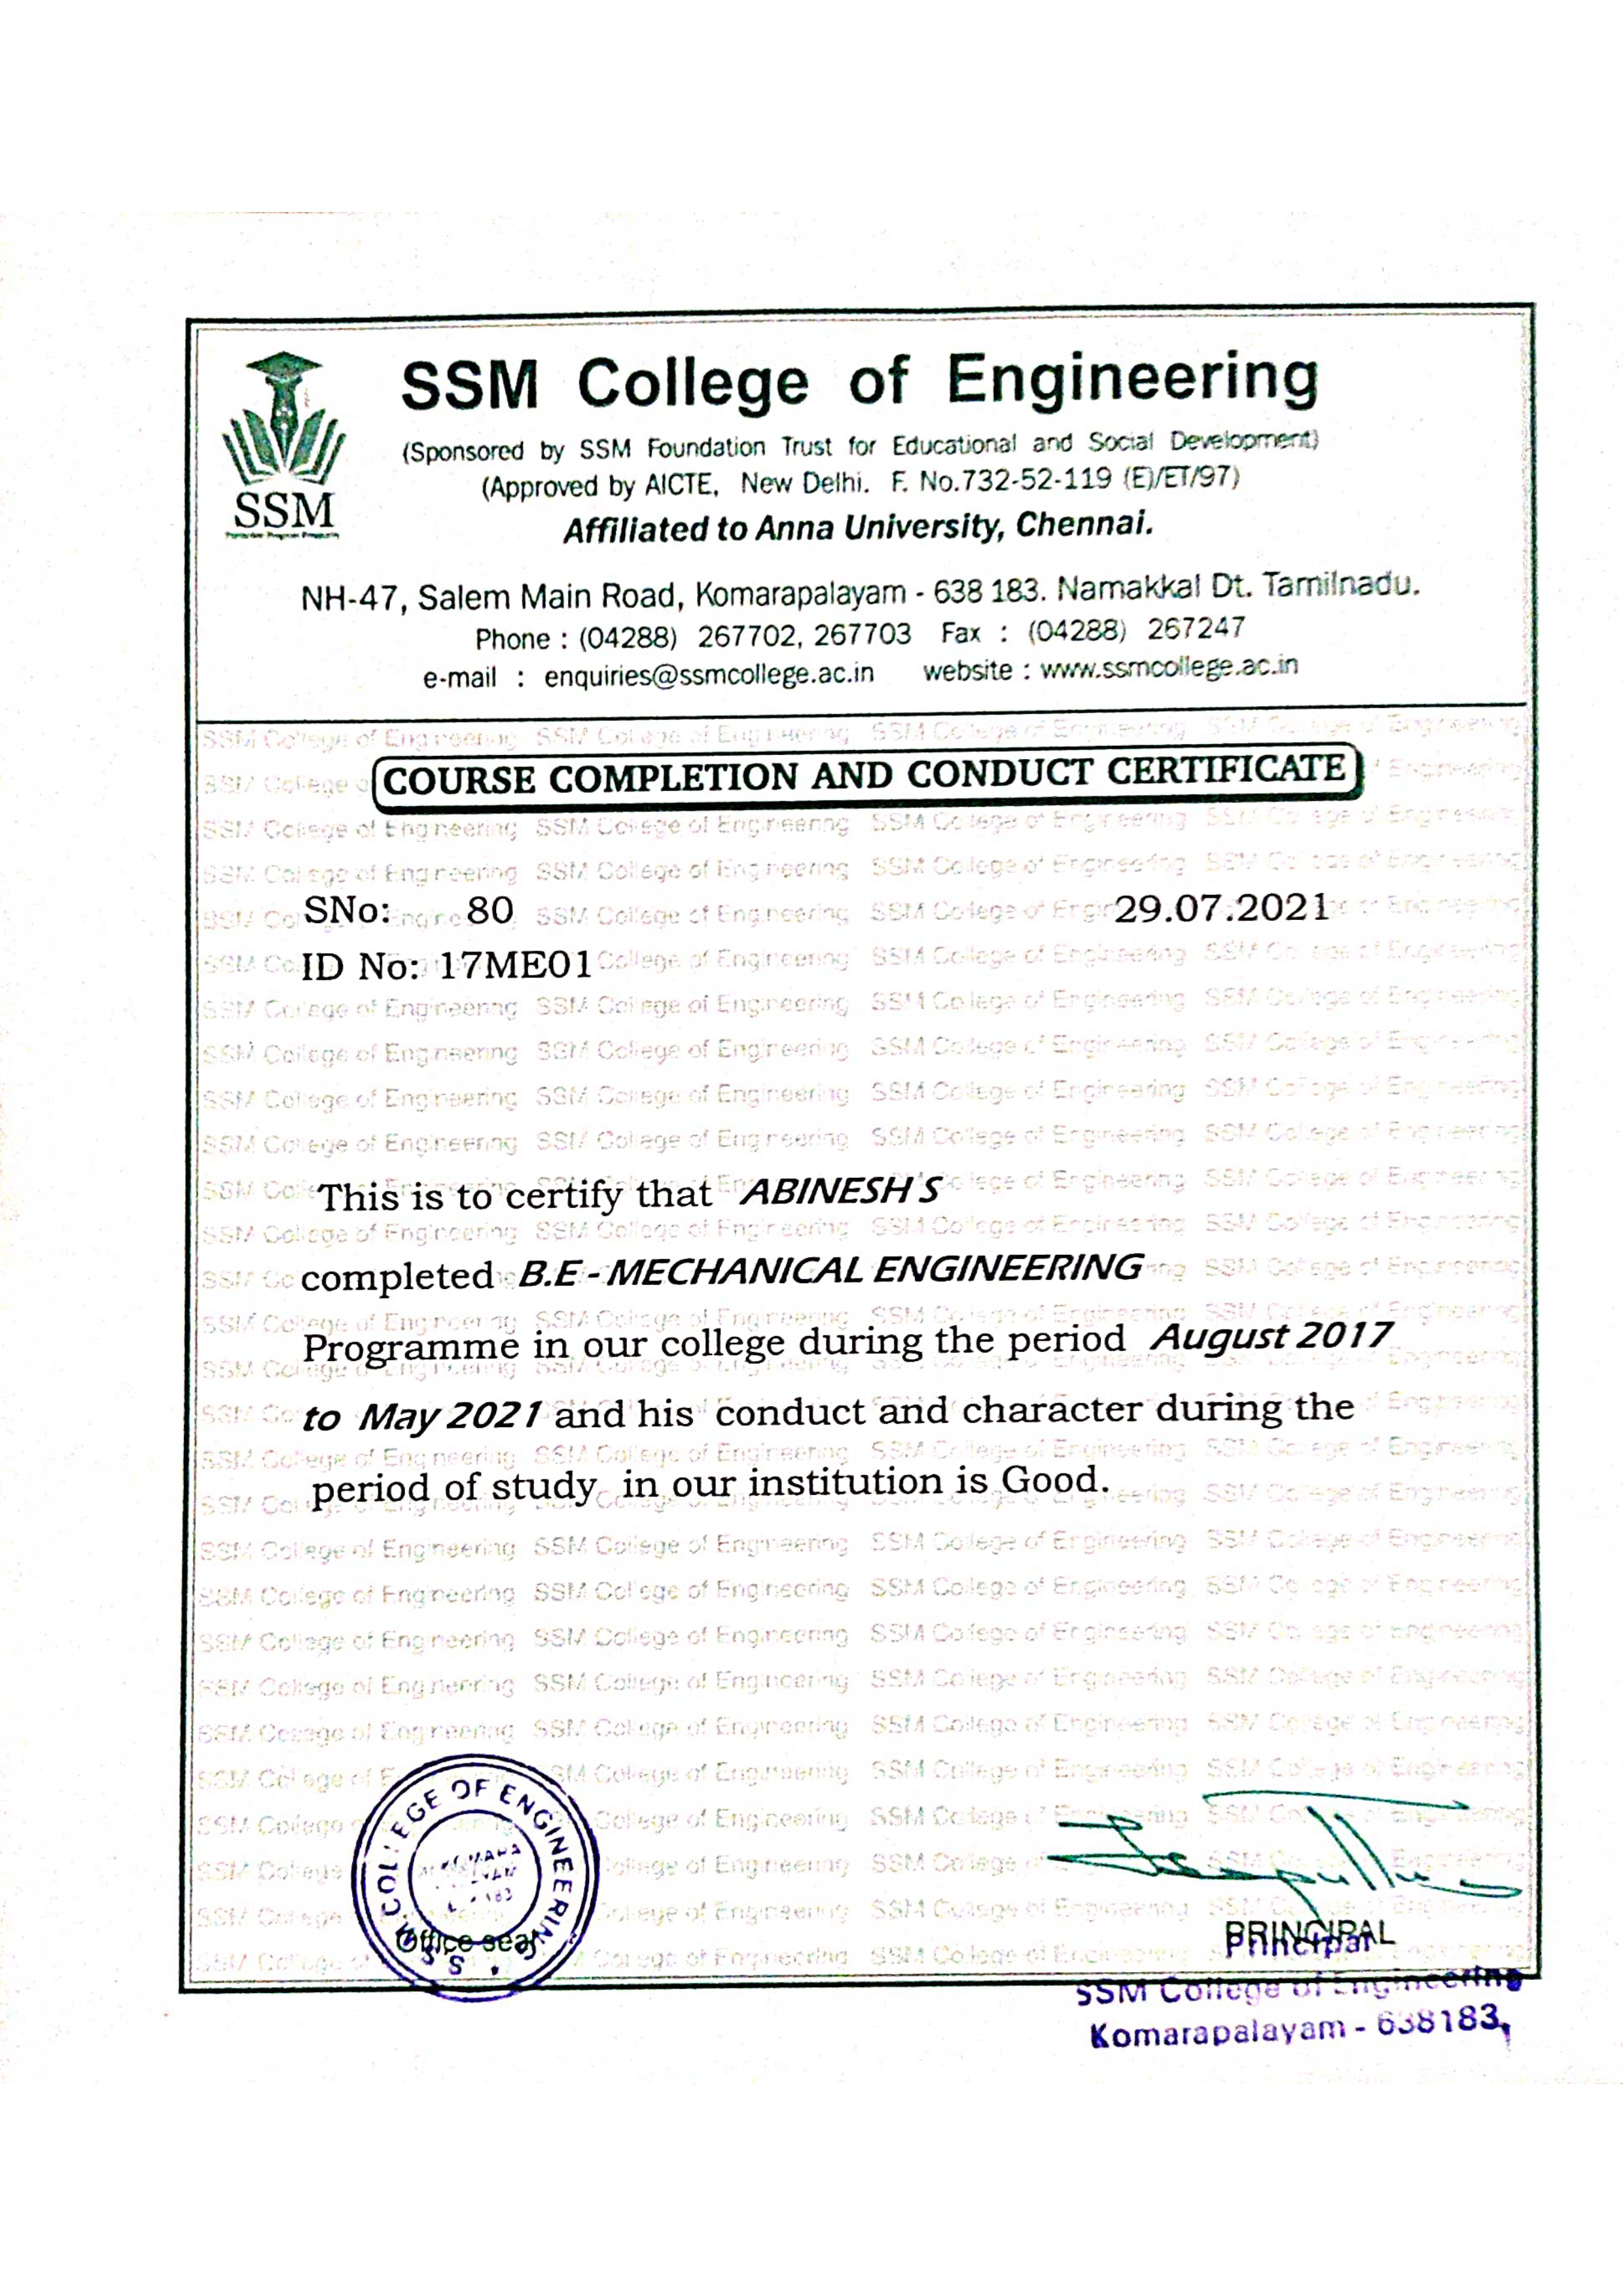 SSM College of Engineering
(Sponsored by SSM Foundation Trust for Educational and Social Development)
(Approved by AICTE, New Delhi. F. No.732-52-119 (E)/ET/97)
SSM
Affiliated to Anna University, Chennai.
NH-47, Salem Main Road, Komarapalayam - 638 183. Namakkal Dt. Tamilnadu.
Phone : (04288) 267702, 267703 Fax : (04288) 267247
e-mail : enquiries@ssmcollege.ac.in website : www.ssmcollege.ac.in
COURSE COMPLETION AND CONDUCT CERTIFICATE
SNo: 80 29.07.2021
ID No: 17ME01
This is to certify that ABINESH S
completed B.E - MECHANICAL ENGINEERING
Programme in our college during the period August 2017
to May 2021 and his conduct and character during the
period of study in our institution is Good.
S S M COLLEGE OF ENGINEERING
Office seal
PRINCIPAL
Principal
SSM College of Engineering
Komarapalayam - 638183,